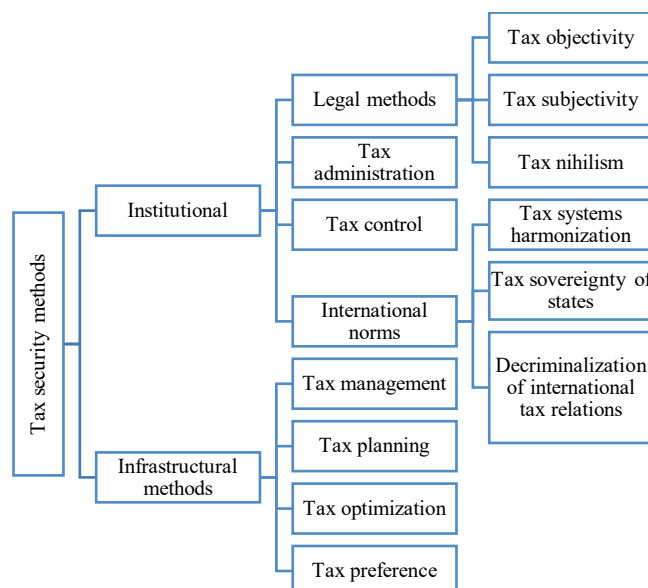 Tax security methods
Institutional
Legal methods
Tax objectivity
Tax subjectivity
Tax nihilism
Tax
administration
Tax control
International
norms
Tax systems
harmonization
Tax sovereignty of
states
Decriminalization
of international
tax relations
Infrastructural
methods
Tax management
Tax planning
Tax optimization
Tax preference